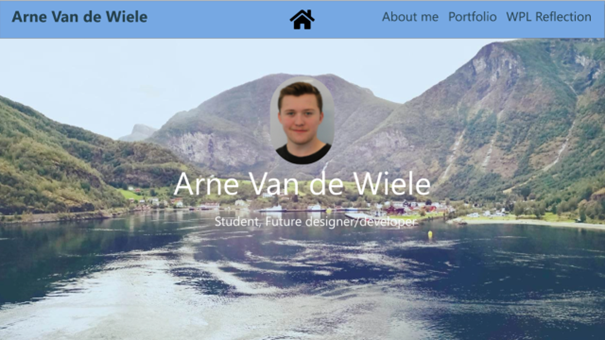 Arne Van de Wiele
About me Portfolio WPL Reflection
Arne Van de Wiele
Student, Future designer/developer